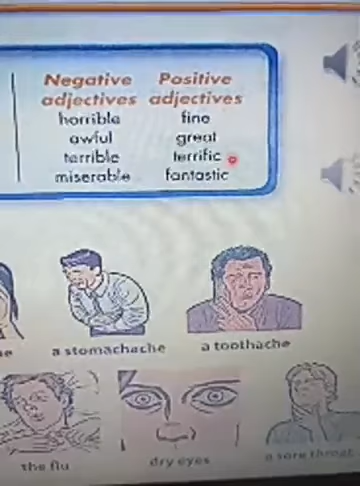 Negative Positive
adjectives adjectives
horrible fine
awful great
terrible terrific
miserable fantastic
a stomachache a toothache
the flu dry eyes a sore throat